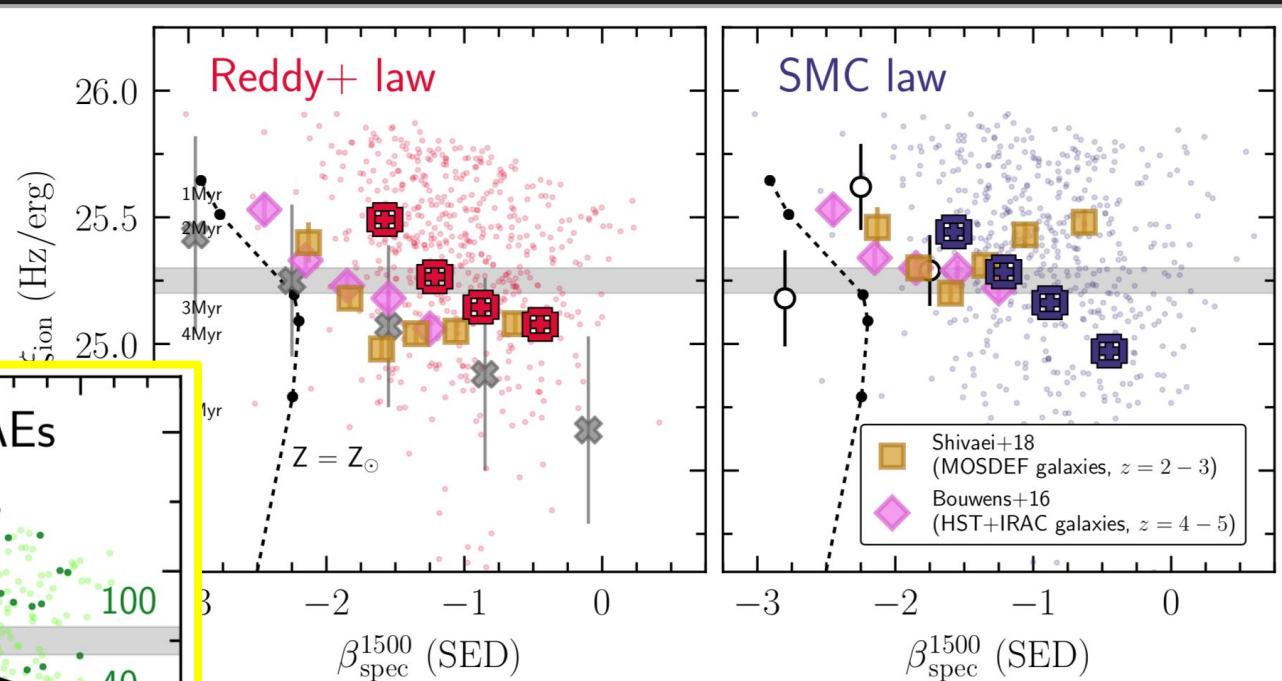 Reddy+ law
SMC law
26.0
25.5
25.0
ξion (Hz/erg)
1Myr
2Myr
3Myr
4Myr
Myr
Z = Z⊙
Shivaei+18
(MOSDEF galaxies, z = 2 − 3)
Bouwens+16
(HST+IRAC galaxies, z = 4 − 5)
AEs
100
40
3 −2 −1 0
−3 −2 −1 0
β1500spec (SED)
β1500spec (SED)